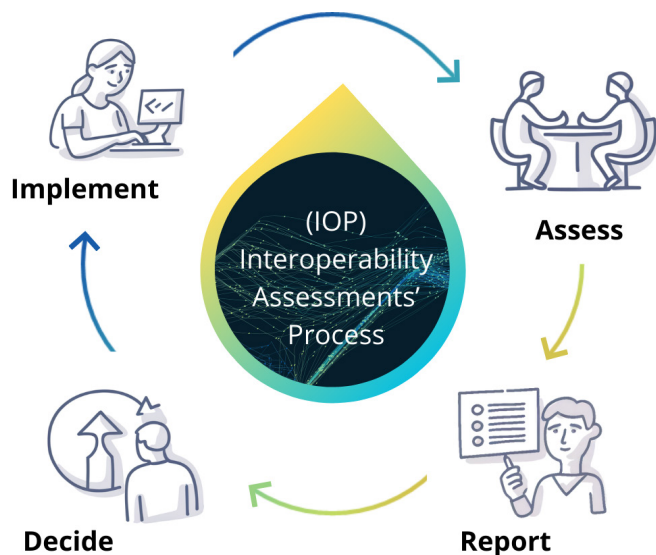 Implement
Assess
(IOP)
Interoperability
Assessments’
Process
Decide
Report